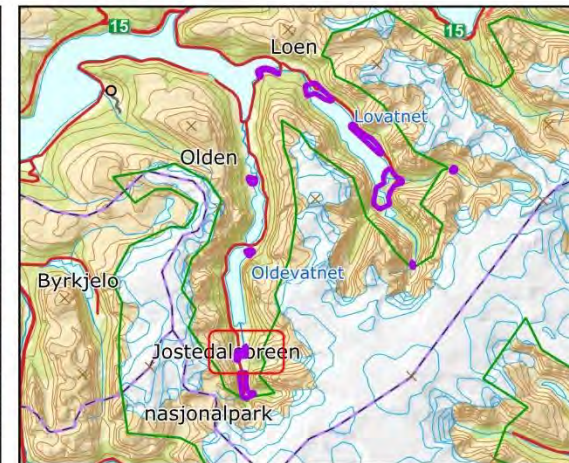 15
15
Loen
Lovatnet
Olden
Oldevatnet
Byrkjelo
Jostedalsbreen
nasjonalpark